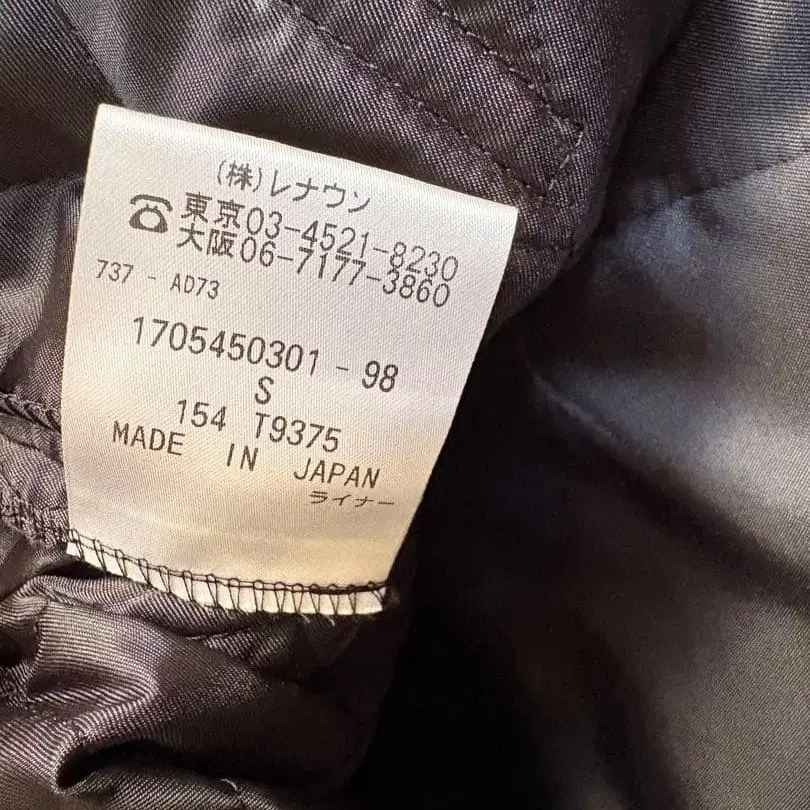 (株)レナウン
☎東京03-4521-8230
大阪06-7177-3860
737 - AD73
1705450301 - 98
S
154 T9375
MADE IN JAPAN
ライナー